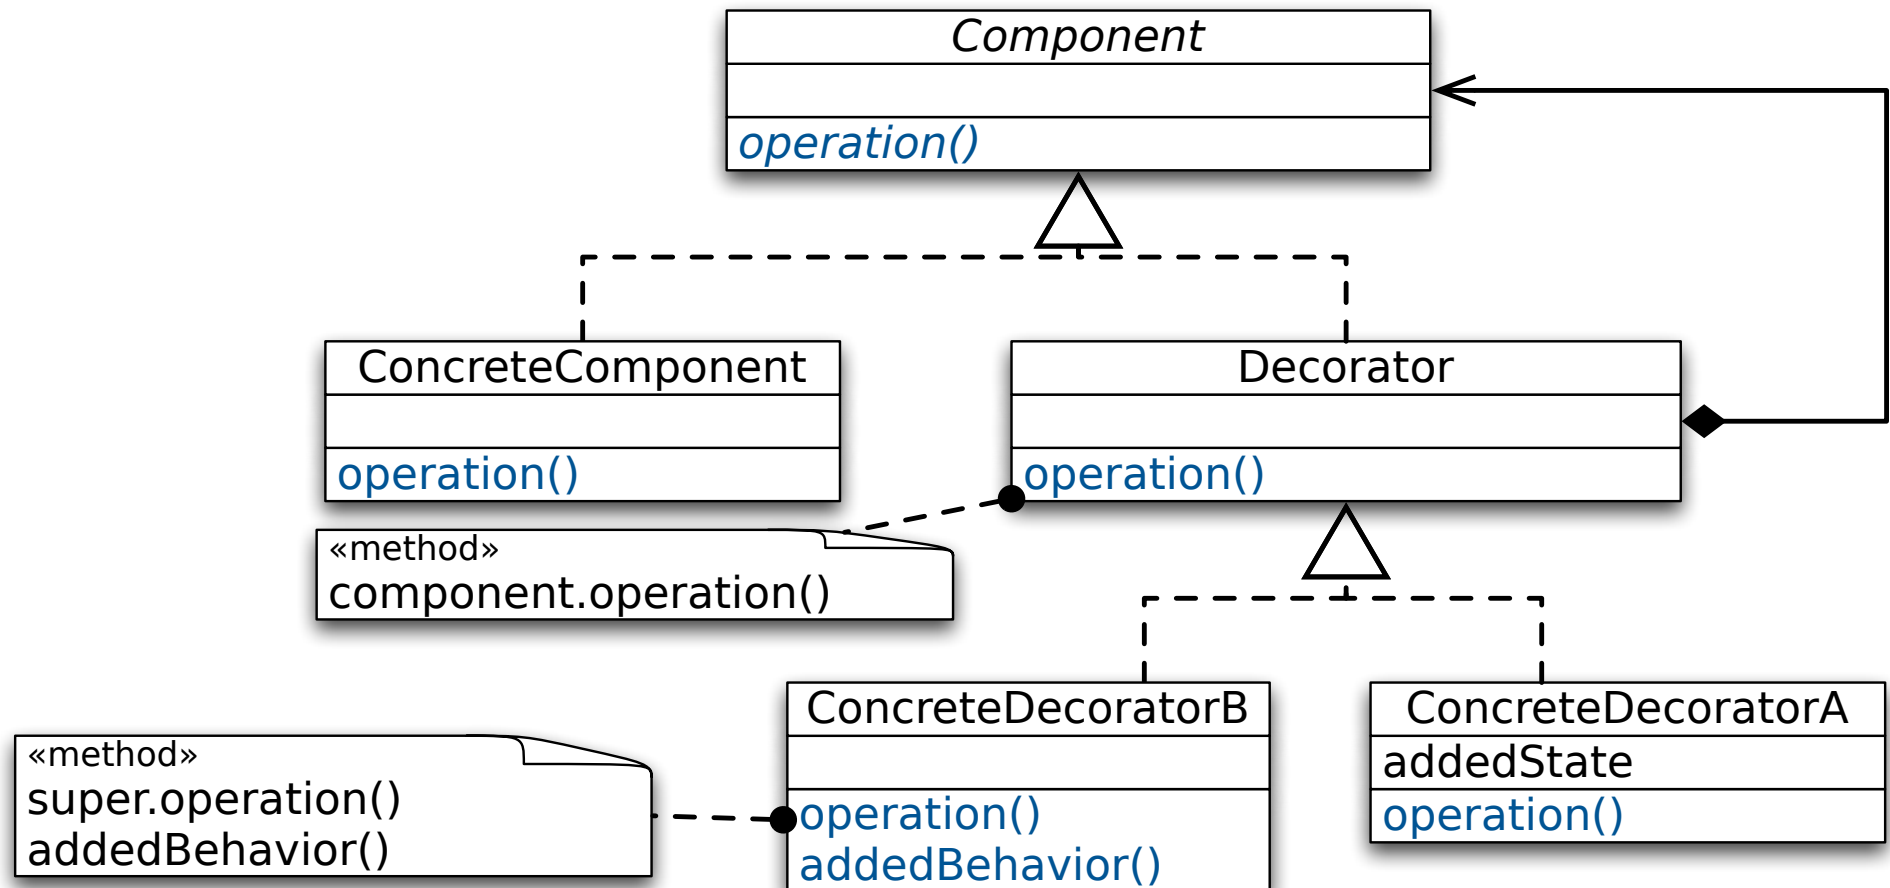 Component
operation()
ConcreteComponent
operation()
Decorator
operation()
«method»
component.operation()
«method»
super.operation()
addedBehavior()
ConcreteDecoratorB
operation()
addedBehavior()
ConcreteDecoratorA
addedState
operation()